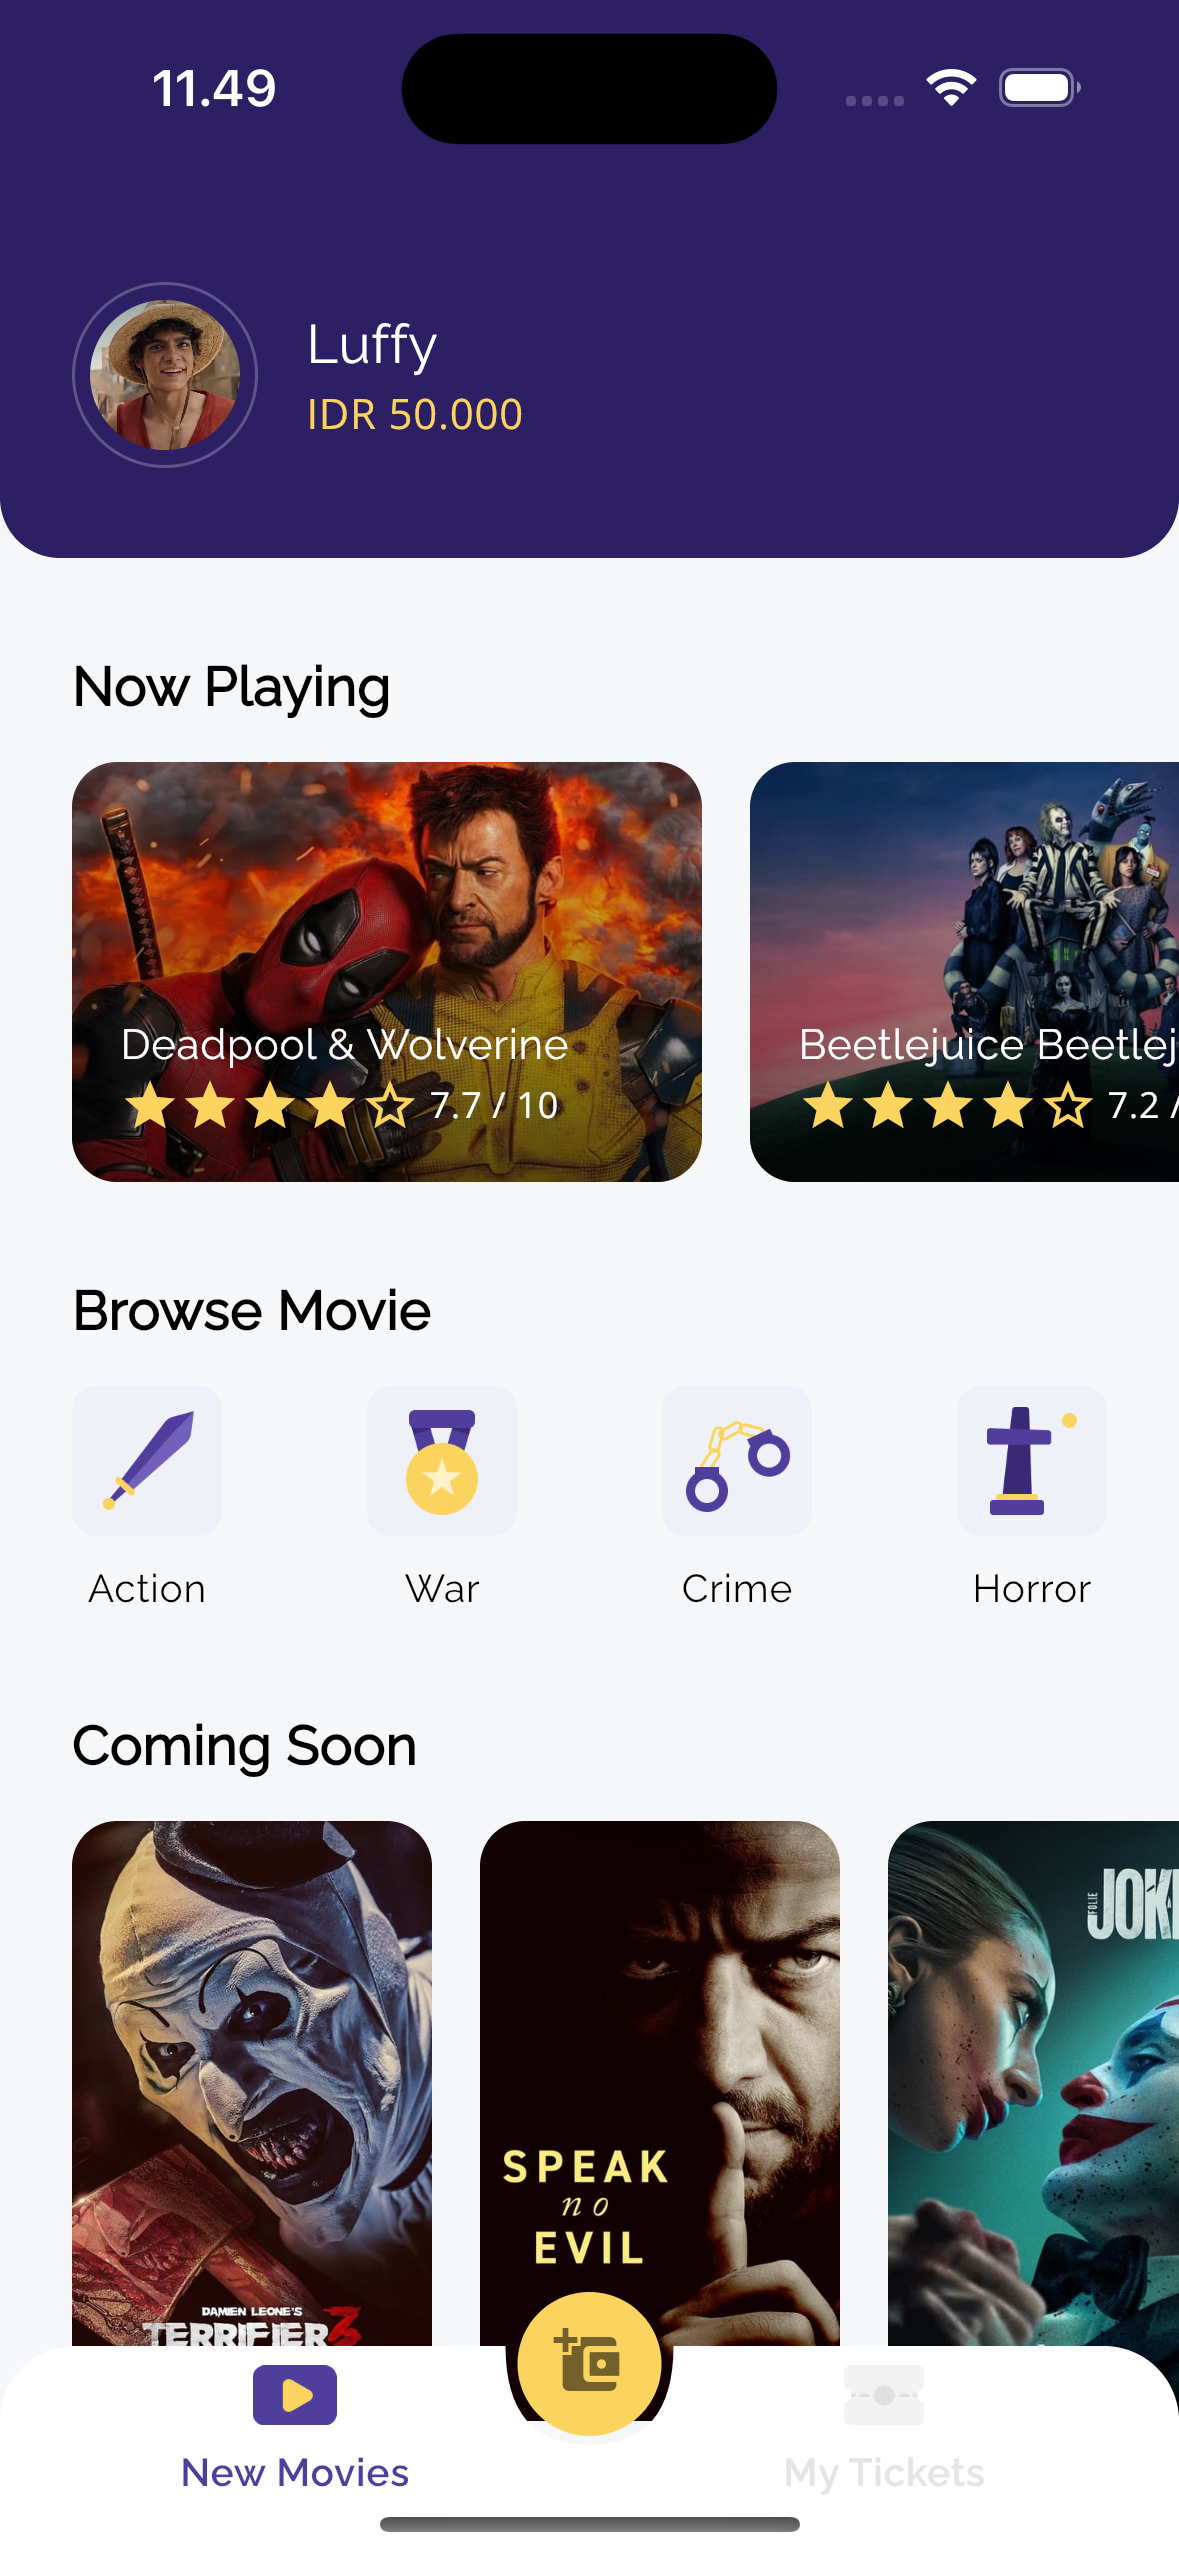 11.49
Luffy
IDR 50.000
Now Playing
Deadpool & Wolverine
7.7 / 10
Beetlejuice Beetlej
7.2 /
Browse Movie
Action
War
Crime
Horror
Coming Soon
DAMIEN LEONE'S
TERRIFIER 3
SPEAK
no
EVIL
FOLIE
JOK
New Movies
My Tickets